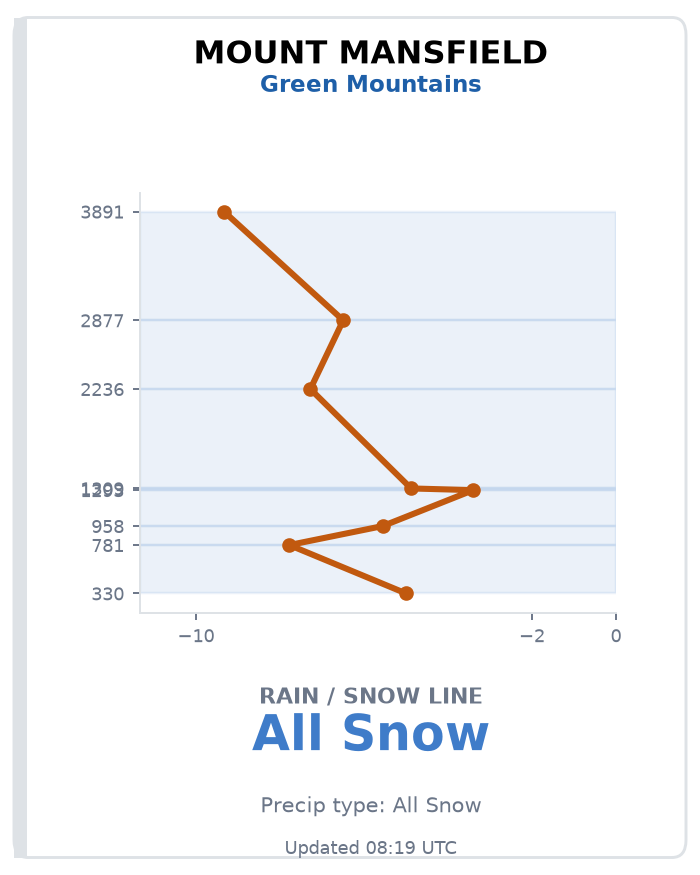 MOUNT MANSFIELD
Green Mountains
3891
2877
2236
958
781
330
−10
−2
0
RAIN / SNOW LINE
All Snow
Precip type: All Snow
Updated 08:19 UTC